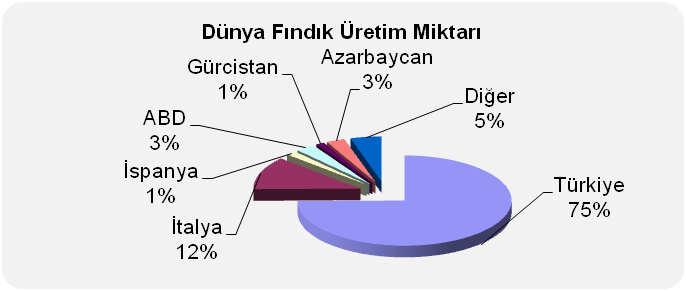 Dünya Fındık Üretim Miktarı
Gürcistan
1%
Azarbaycan
3%
ABD
3%
Diğer
5%
İspanya
1%
İtalya
12%
Türkiye
75%